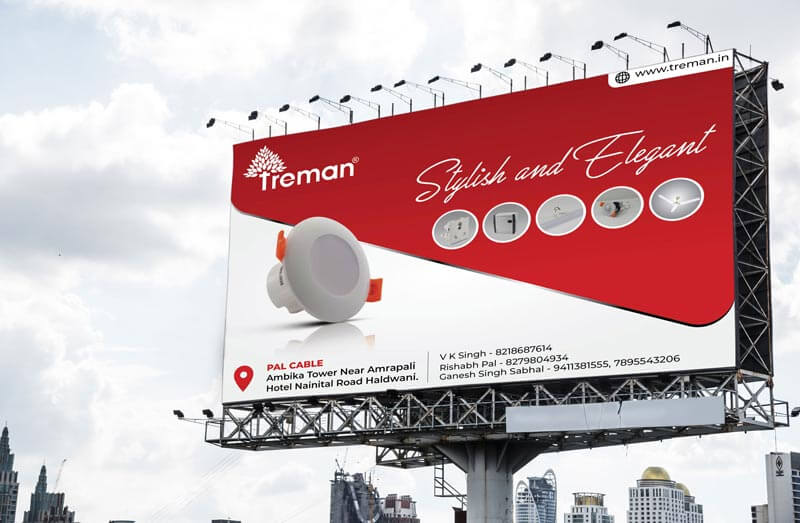 www.treman.in
treman®
Stylish and Elegant
PAL CABLE
Ambika Tower Near Amrapali
Hotel Nainital Road Haldwani.
V K Singh - 8218687614
Rishabh Pal - 8279804934
Ganesh Singh Sabhal - 9411381555, 7895543206